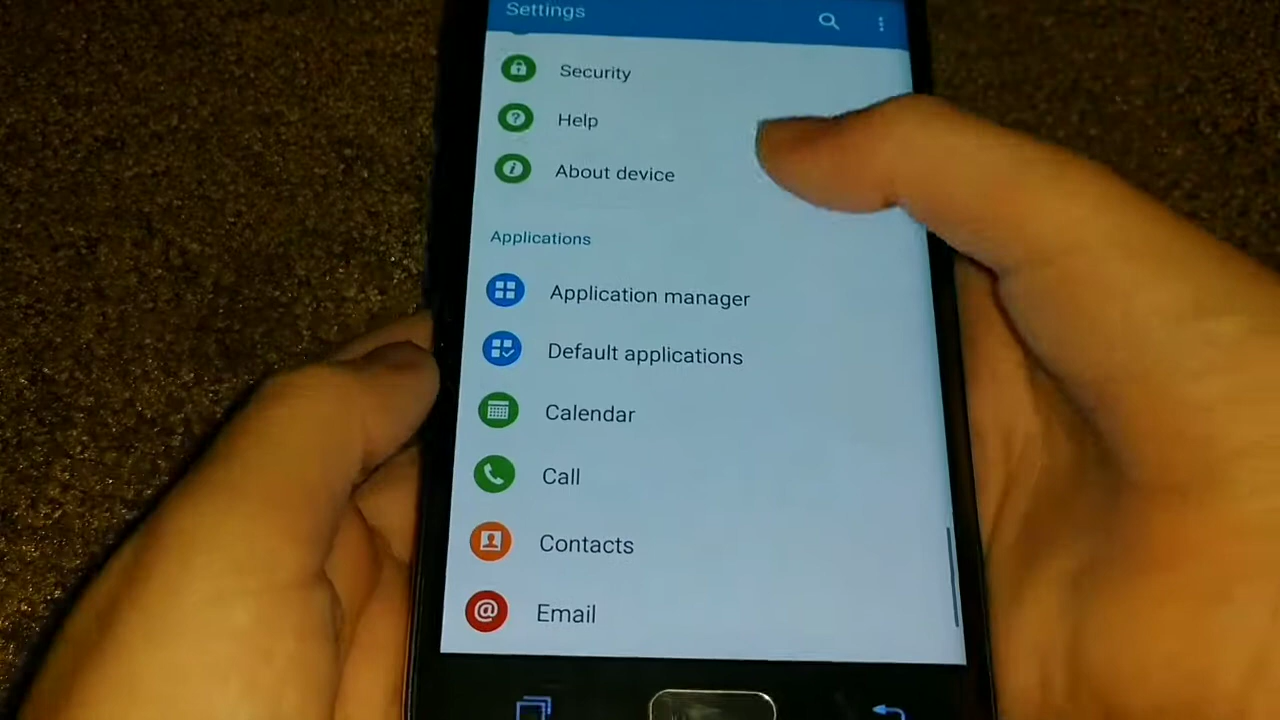 Settings
Security
Help
About device
Applications
Application manager
Default applications
Calendar
Call
Contacts
Email